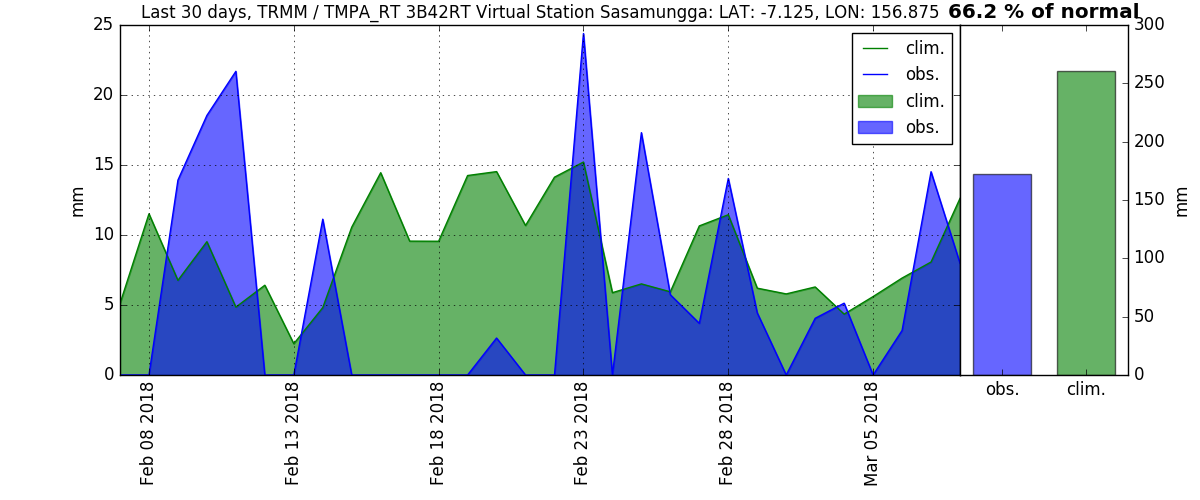 Last 30 days, TRMM / TMPA_RT 3B42RT Virtual Station Sasamungga: LAT: -7.125, LON: 156.875
66.2 % of normal
25
20
15
10
5
0
mm
clim.
obs.
clim.
obs.
300
250
200
150
100
50
0
mm
obs.
clim.
Feb 08 2018
Feb 13 2018
Feb 18 2018
Feb 23 2018
Feb 28 2018
Mar 05 2018